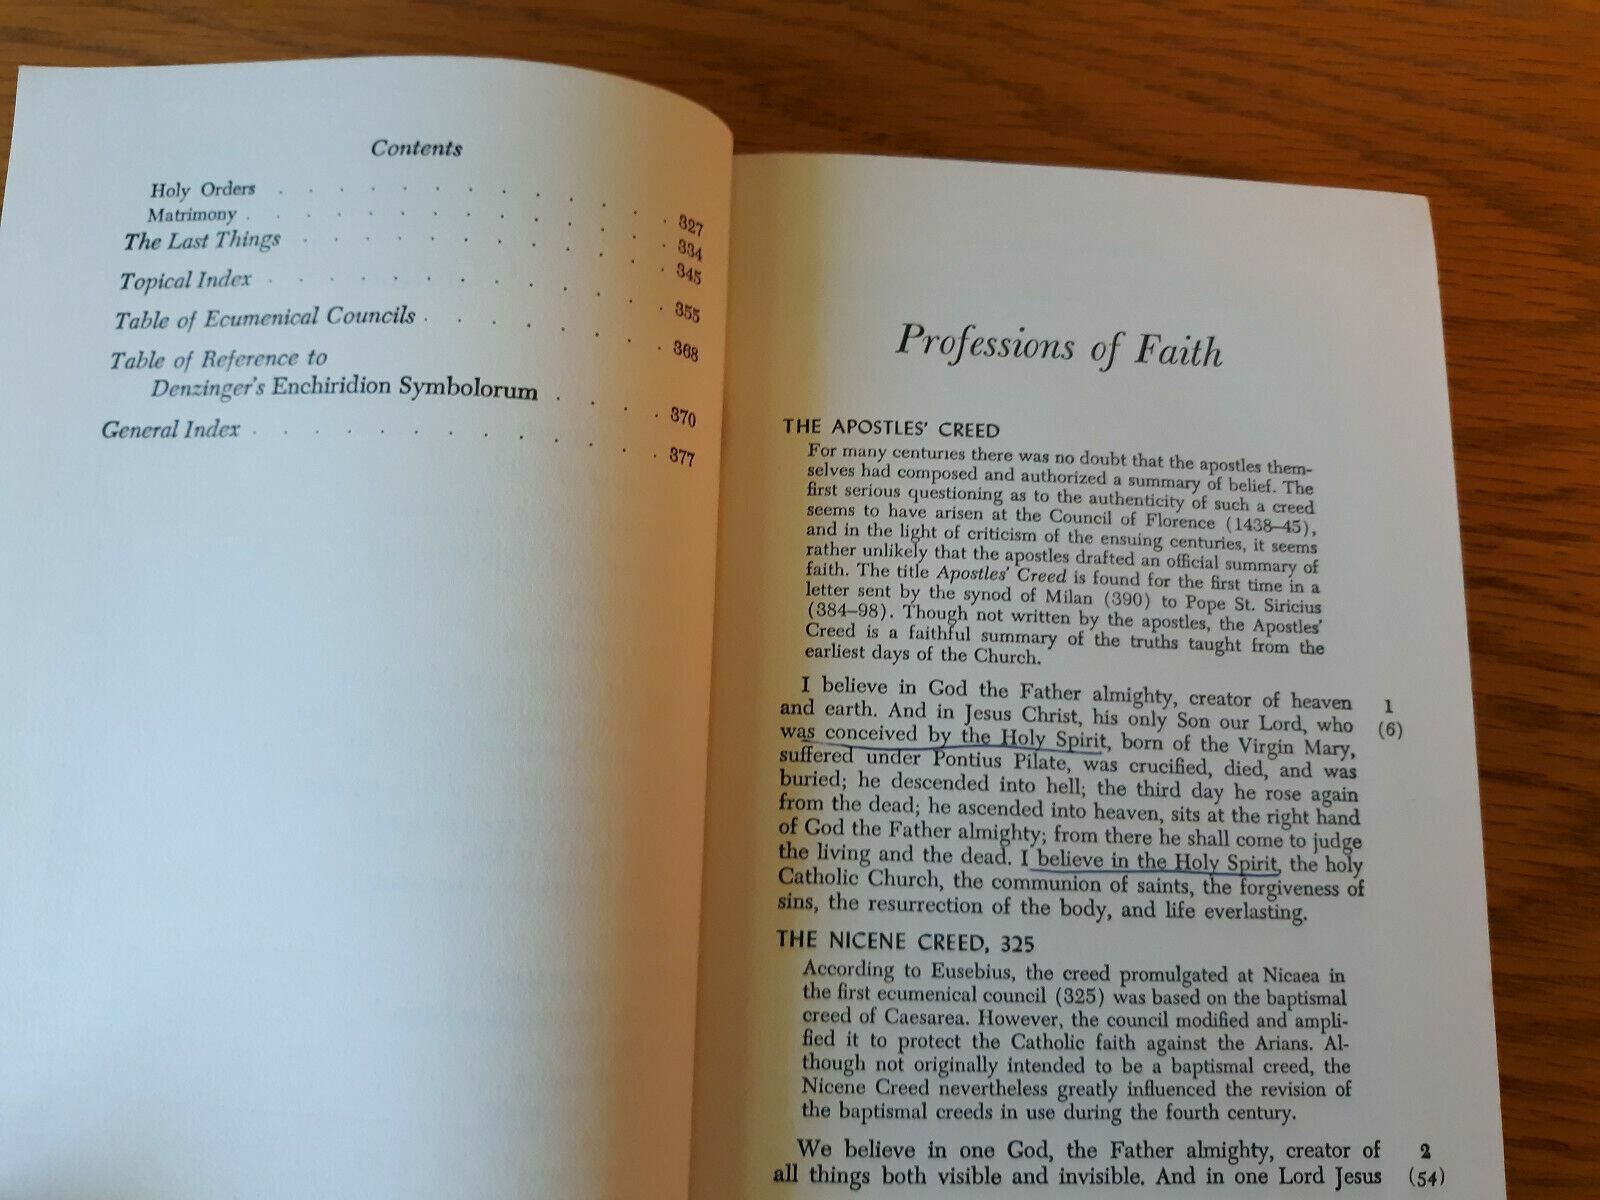 Contents
Holy Orders . . . . . . . . . . 327
Matrimony . . . . . . . . . . . 334
The Last Things . . . . . . . . . . 345
Topical Index . . . . . . . . . . . 355
Table of Ecumenical Councils . . . . . . . 368
Table of Reference to
Denzinger's Enchiridion Symbolorum . . . . 370
General Index . . . . . . . . . . . 377
Professions of Faith
THE APOSTLES' CREED
For many centuries there was no doubt that the apostles them-
selves had composed and authorized a summary of belief. The
first serious questioning as to the authenticity of such a creed
seems to have arisen at the Council of Florence (1438–45),
and in the light of criticism of the ensuing centuries, it seems
rather unlikely that the apostles drafted an official summary of
faith. The title Apostles' Creed is found for the first time in a
letter sent by the synod of Milan (390) to Pope St. Siricius
(384–98). Though not written by the apostles, the Apostles'
Creed is a faithful summary of the truths taught from the
earliest days of the Church.
I believe in God the Father almighty, creator of heaven 1
and earth. And in Jesus Christ, his only Son our Lord, who (6)
was conceived by the Holy Spirit, born of the Virgin Mary,
suffered under Pontius Pilate, was crucified, died, and was
buried; he descended into hell; the third day he rose again
from the dead; he ascended into heaven, sits at the right hand
of God the Father almighty; from there he shall come to judge
the living and the dead. I believe in the Holy Spirit, the holy
Catholic Church, the communion of saints, the forgiveness of
sins, the resurrection of the body, and life everlasting.
THE NICENE CREED, 325
According to Eusebius, the creed promulgated at Nicaea in
the first ecumenical council (325) was based on the baptismal
creed of Caesarea. However, the council modified and ampli-
fied it to protect the Catholic faith against the Arians. Al-
though not originally intended to be a baptismal creed, the
Nicene Creed nevertheless greatly influenced the revision of
the baptismal creeds in use during the fourth century.
We believe in one God, the Father almighty, creator of 2
all things both visible and invisible. And in one Lord Jesus (54)